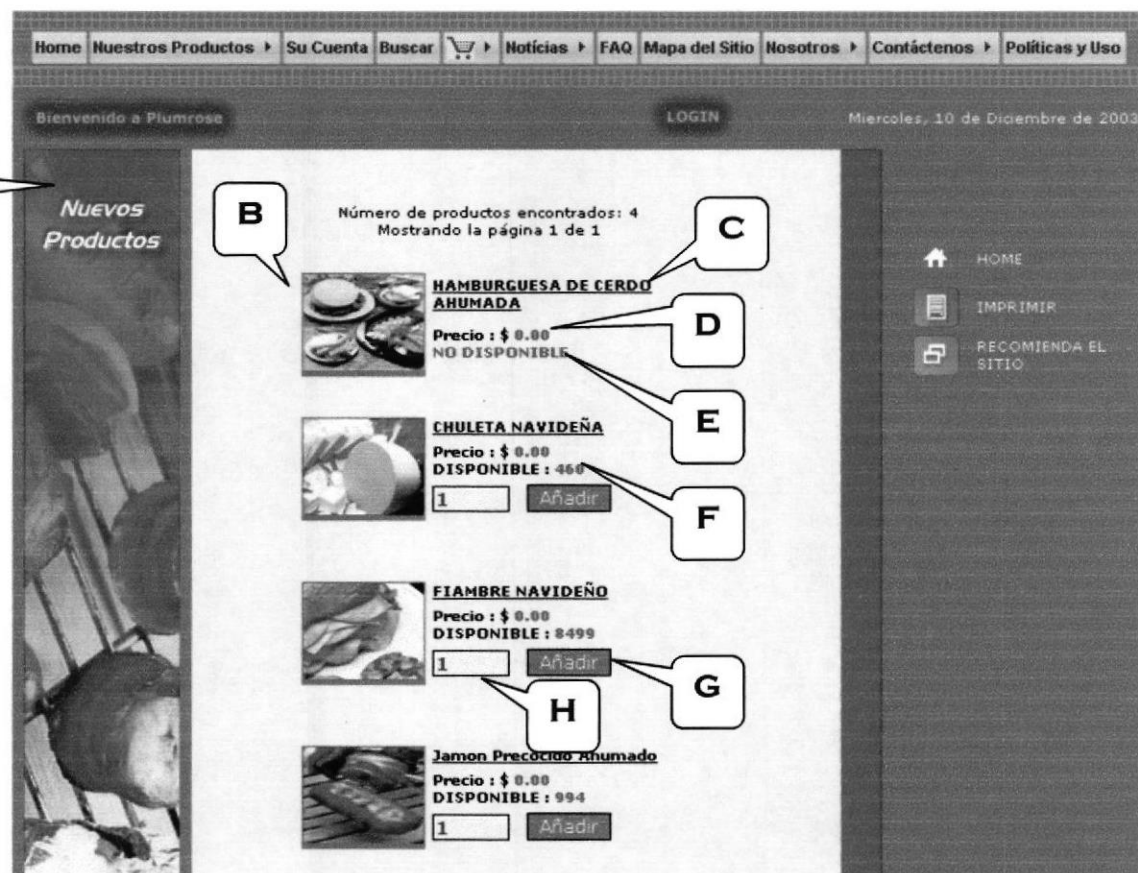 Home Nuestros Productos Su Cuenta Buscar Notícias FAQ Mapa del Sitio Nosotros Contáctenos Políticas y Uso
Bienvenido a Plumrose LOGIN Miercoles, 10 de Diciembre de 2003
Nuevos
Productos
B
Número de productos encontrados: 4
Mostrando la página 1 de 1
C
HAMBURGUESA DE CERDO
AHUMADA
Precio : $ 0.00
NO DISPONIBLE
D
E
HOME
IMPRIMIR
RECOMIENDA EL
SITIO
CHULETA NAVIDEÑA
Precio : $ 0.00
DISPONIBLE : 460
1 Añadir
F
FIAMBRE NAVIDEÑO
Precio : $ 0.00
DISPONIBLE : 8499
1 Añadir
G
H
Jamon Precocido Ahumado
Precio : $ 0.00
DISPONIBLE : 994
1 Añadir